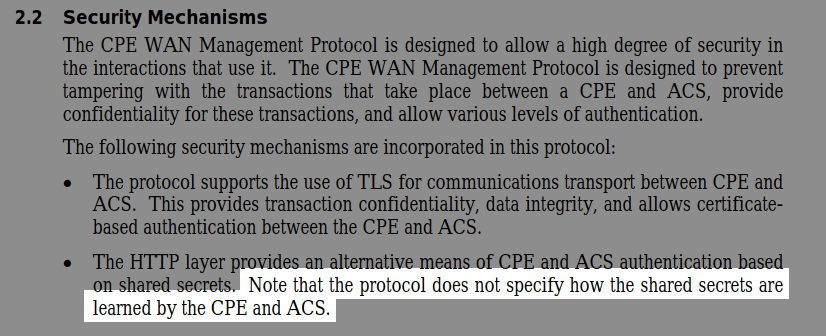 2.2 Security Mechanisms
The CPE WAN Management Protocol is designed to allow a high degree of security in
the interactions that use it. The CPE WAN Management Protocol is designed to prevent
tampering with the transactions that take place between a CPE and ACS, provide
confidentiality for these transactions, and allow various levels of authentication.
The following security mechanisms are incorporated in this protocol:
• The protocol supports the use of TLS for communications transport between CPE and
ACS. This provides transaction confidentiality, data integrity, and allows certificate-
based authentication between the CPE and ACS.
• The HTTP layer provides an alternative means of CPE and ACS authentication based
on shared secrets. Note that the protocol does not specify how the shared secrets are
learned by the CPE and ACS.